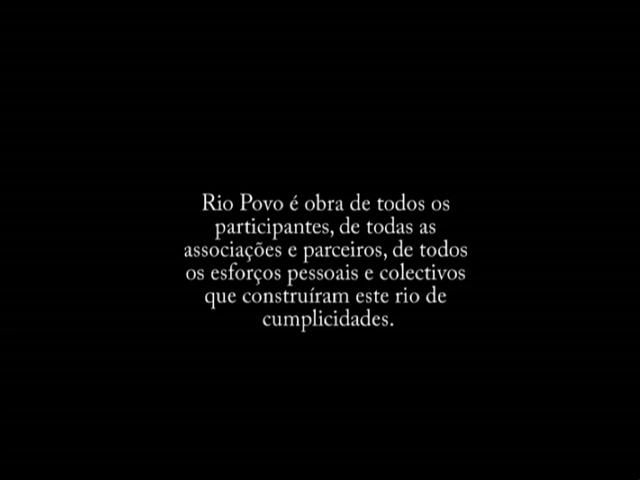 Rio Povo é obra de todos os
participantes, de todas as
associações e parceiros, de todos
os esforços pessoais e colectivos
que construíram este rio de
cumplicidades.